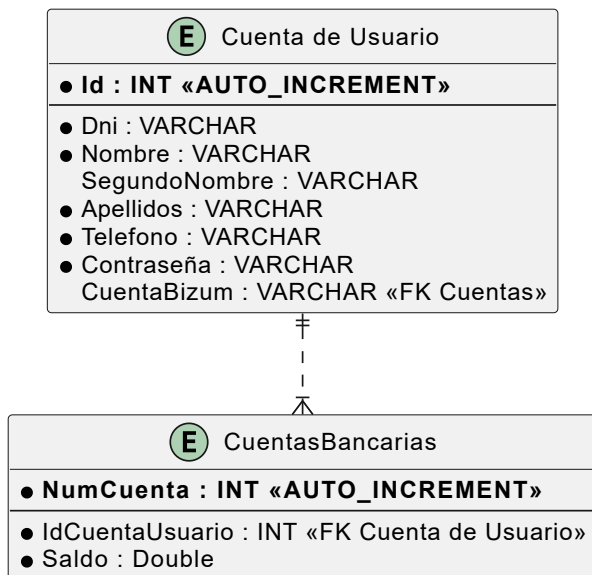 E Cuenta de Usuario
Id : INT «AUTO_INCREMENT»
Dni : VARCHAR
Nombre : VARCHAR
SegundoNombre : VARCHAR
Apellidos : VARCHAR
Telefono : VARCHAR
Contraseña : VARCHAR
CuentaBizum : VARCHAR «FK Cuentas»
E CuentasBancarias
NumCuenta : INT «AUTO_INCREMENT»
IdCuentaUsuario : INT «FK Cuenta de Usuario»
Saldo : Double